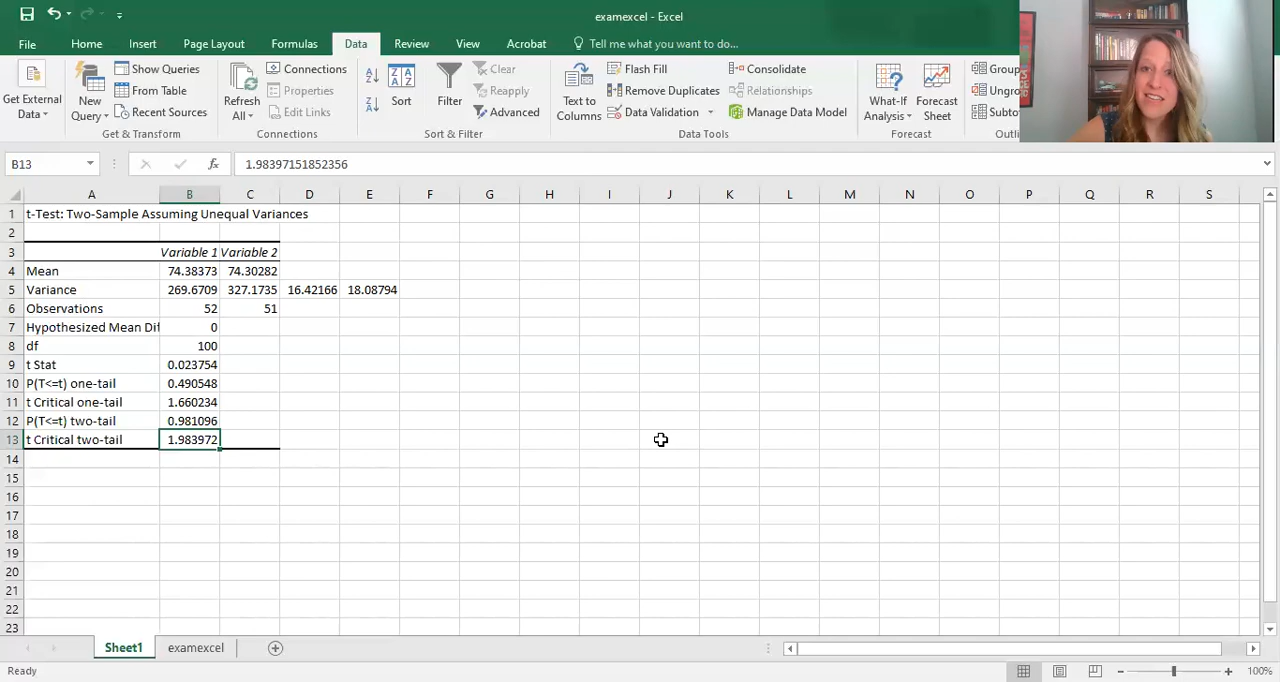 examexcel - Excel
File Home Insert Page Layout Formulas Data Review View Acrobat Tell me what you want to do...
Get External Data
New Query
Show Queries
From Table
Recent Sources
Get & Transform
Refresh All
Connections
Properties
Edit Links
Connections
Sort
Filter
Clear
Reapply
Advanced
Sort & Filter
Text to Columns
Flash Fill
Remove Duplicates
Data Validation
Consolidate
Relationships
Manage Data Model
Data Tools
What-If Analysis
Forecast Sheet
Forecast
Group
Ungro
Subto
Outli
B13 fx 1.98397151852356
A B C D E F G H I J K L M N O P Q R S
1 t-Test: Two-Sample Assuming Unequal Variances
2
3 Variable 1 Variable 2
4 Mean 74.38373 74.30282
5 Variance 269.6709 327.1735 16.42166 18.08794
6 Observations 52 51
7 Hypothesized Mean Dif 0
8 df 100
9 t Stat 0.023754
10 P(T<=t) one-tail 0.490548
11 t Critical one-tail 1.660234
12 P(T<=t) two-tail 0.981096
13 t Critical two-tail 1.983972
14
15
16
17
18
19
20
21
22
23
Sheet1 examexcel
Ready 100%